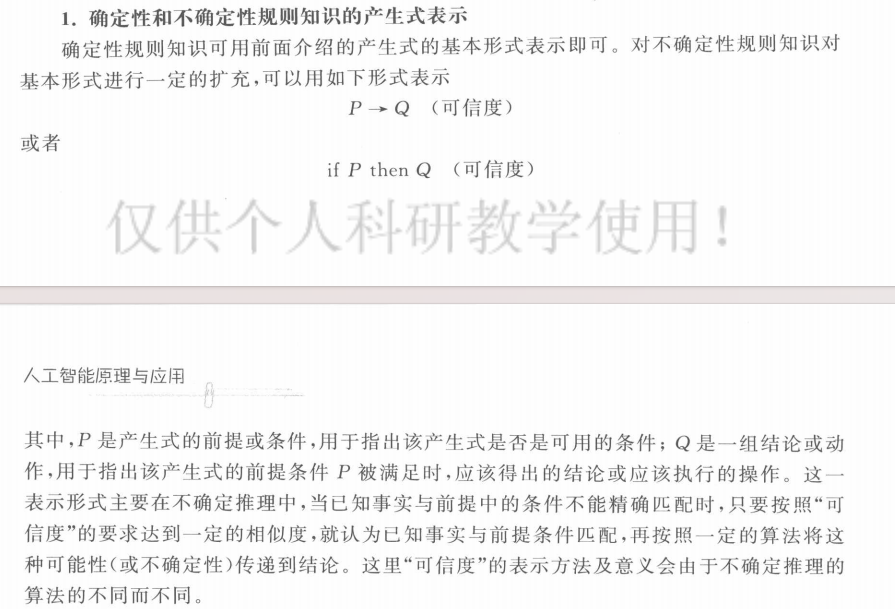 1. 确定性和不确定性规则知识的产生式表示
确定性规则知识可用前面介绍的产生式的基本形式表示即可。对不确定性规则知识对
基本形式进行一定的扩充,可以用如下形式表示
P → Q （可信度）
或者
if P then Q （可信度）
仅供个人科研教学使用！
人工智能原理与应用
其中,P 是产生式的前提或条件,用于指出该产生式是否是可用的条件；Q 是一组结论或动
作,用于指出该产生式的前提条件 P 被满足时,应该得出的结论或应该执行的操作。这一
表示形式主要在不确定推理中,当已知事实与前提中的条件不能精确匹配时,只要按照“可
信度”的要求达到一定的相似度,就认为已知事实与前提条件匹配,再按照一定的算法将这
种可能性(或不确定性)传递到结论。这里“可信度”的表示方法及意义会由于不确定推理的
算法的不同而不同。